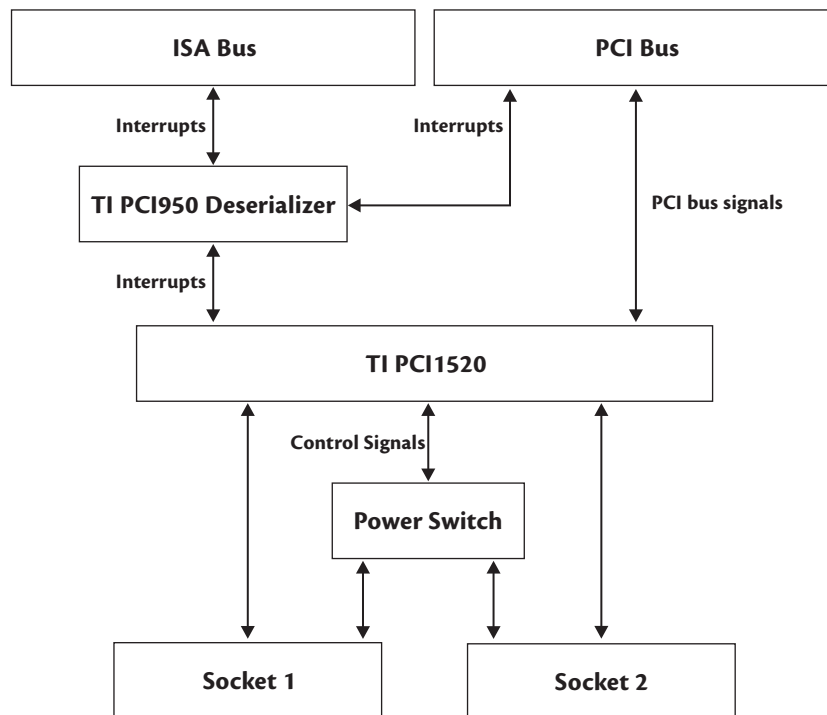 ISA Bus
PCI Bus
Interrupts
Interrupts
TI PCI950 Deserializer
PCI bus signals
Interrupts
TI PCI1520
Control Signals
Power Switch
Socket 1
Socket 2